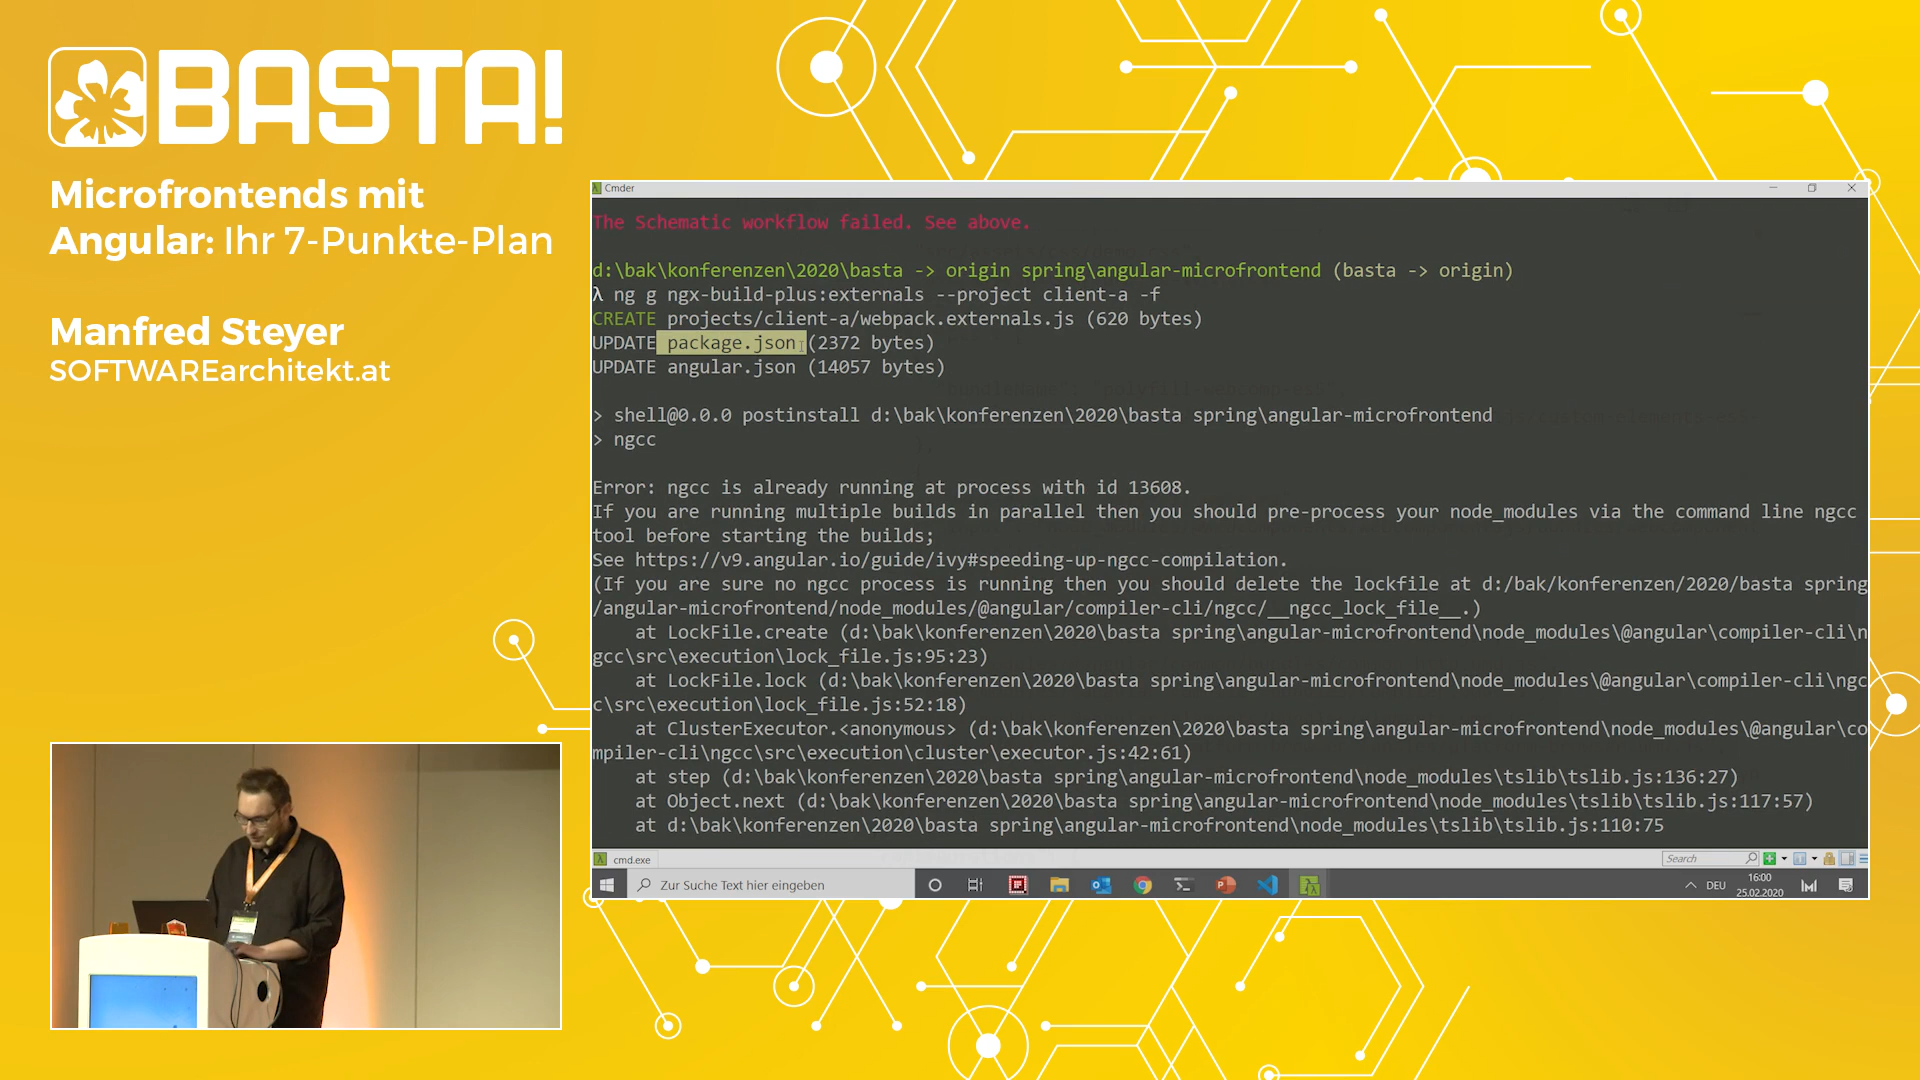 BASTA!
Microfrontends mit
Angular: Ihr 7-Punkte-Plan
Manfred Steyer
SOFTWAREarchitekt.at
Cmder
The Schematic workflow failed. See above.
d:\bak\konferenzen\2020\basta -> origin spring\angular-microfrontend (basta -> origin)
λ ng g ngx-build-plus:externals --project client-a -f
CREATE projects/client-a/webpack.externals.js (620 bytes)
UPDATE package.json (2372 bytes)
UPDATE angular.json (14057 bytes)
> shell@0.0.0 postinstall d:\bak\konferenzen\2020\basta spring\angular-microfrontend
> ngcc
Error: ngcc is already running at process with id 13608.
If you are running multiple builds in parallel then you should pre-process your node_modules via the command line ngcc
tool before starting the builds;
See https://v9.angular.io/guide/ivy#speeding-up-ngcc-compilation.
(If you are sure no ngcc process is running then you should delete the lockfile at d:/bak/konferenzen/2020/basta spring
/angular-microfrontend/node_modules/@angular/compiler-cli/ngcc/__ngcc_lock_file__.)
at LockFile.create (d:\bak\konferenzen\2020\basta spring\angular-microfrontend\node_modules\@angular\compiler-cli\n
gcc\src\execution\lock_file.js:95:23)
at LockFile.lock (d:\bak\konferenzen\2020\basta spring\angular-microfrontend\node_modules\@angular\compiler-cli\ngc
c\src\execution\lock_file.js:52:18)
at ClusterExecutor.<anonymous> (d:\bak\konferenzen\2020\basta spring\angular-microfrontend\node_modules\@angular\co
mpiler-cli\ngcc\src\execution\cluster\executor.js:42:61)
at step (d:\bak\konferenzen\2020\basta spring\angular-microfrontend\node_modules\tslib\tslib.js:136:27)
at Object.next (d:\bak\konferenzen\2020\basta spring\angular-microfrontend\node_modules\tslib\tslib.js:117:57)
at d:\bak\konferenzen\2020\basta spring\angular-microfrontend\node_modules\tslib\tslib.js:110:75
cmd.exe
Search
Zur Suche Text hier eingeben
DEU
16:00
25.02.2020